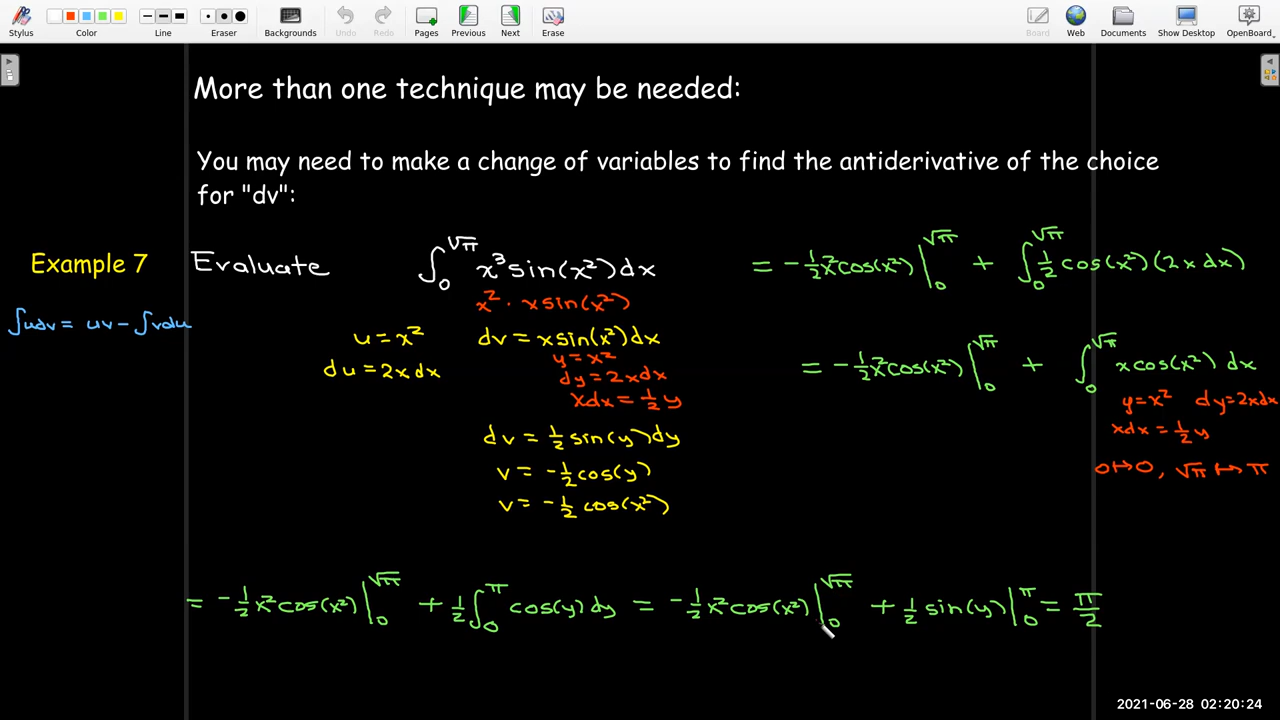 Stylus Color Line Eraser Backgrounds Undo Redo Pages Previous Next Erase Board Web Documents Show Desktop OpenBoard
More than one technique may be needed:
You may need to make a change of variables to find the antiderivative of the choice
for "dv":
Example 7 Evaluate ∫₀^√π x³sin(x²)dx
x² · xsin(x²)
∫udv = uv - ∫vdu
u = x² dv = xsin(x²)dx
du = 2xdx
y = x²
dy = 2xdx
xdx = ½y
dv = ½sin(y)dy
v = -½cos(y)
v = -½cos(x²)
= -½x²cos(x²)|₀^√π + ∫₀^√π ½cos(x²)(2xdx)
= -½x²cos(x²)|₀^√π + ∫₀^√π xcos(x²)dx
y = x² dy = 2xdx
xdx = ½y
0↦0, √π ↦ π
= -½x²cos(x²)|₀^√π + ½∫₀^π cos(y)dy = -½x²cos(x²)|₀^√π + ½sin(y)|₀^π = π/2
2021-06-28 02:20:24